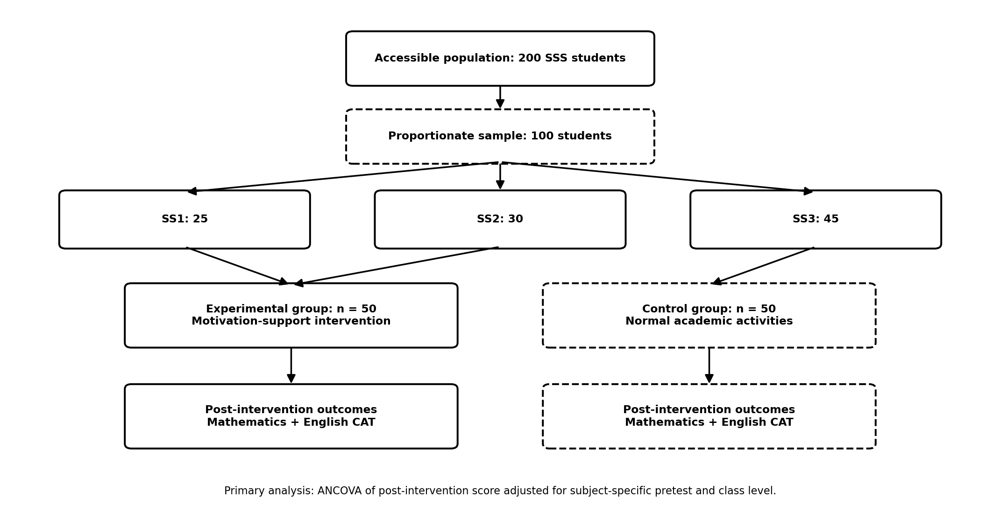 Accessible population: 200 SSS students
Proportionate sample: 100 students
SS1: 25
SS2: 30
SS3: 45
Experimental group: n = 50
Motivation-support intervention
Control group: n = 50
Normal academic activities
Post-intervention outcomes
Mathematics + English CAT
Post-intervention outcomes
Mathematics + English CAT
Primary analysis: ANCOVA of post-intervention score adjusted for subject-specific pretest and class level.